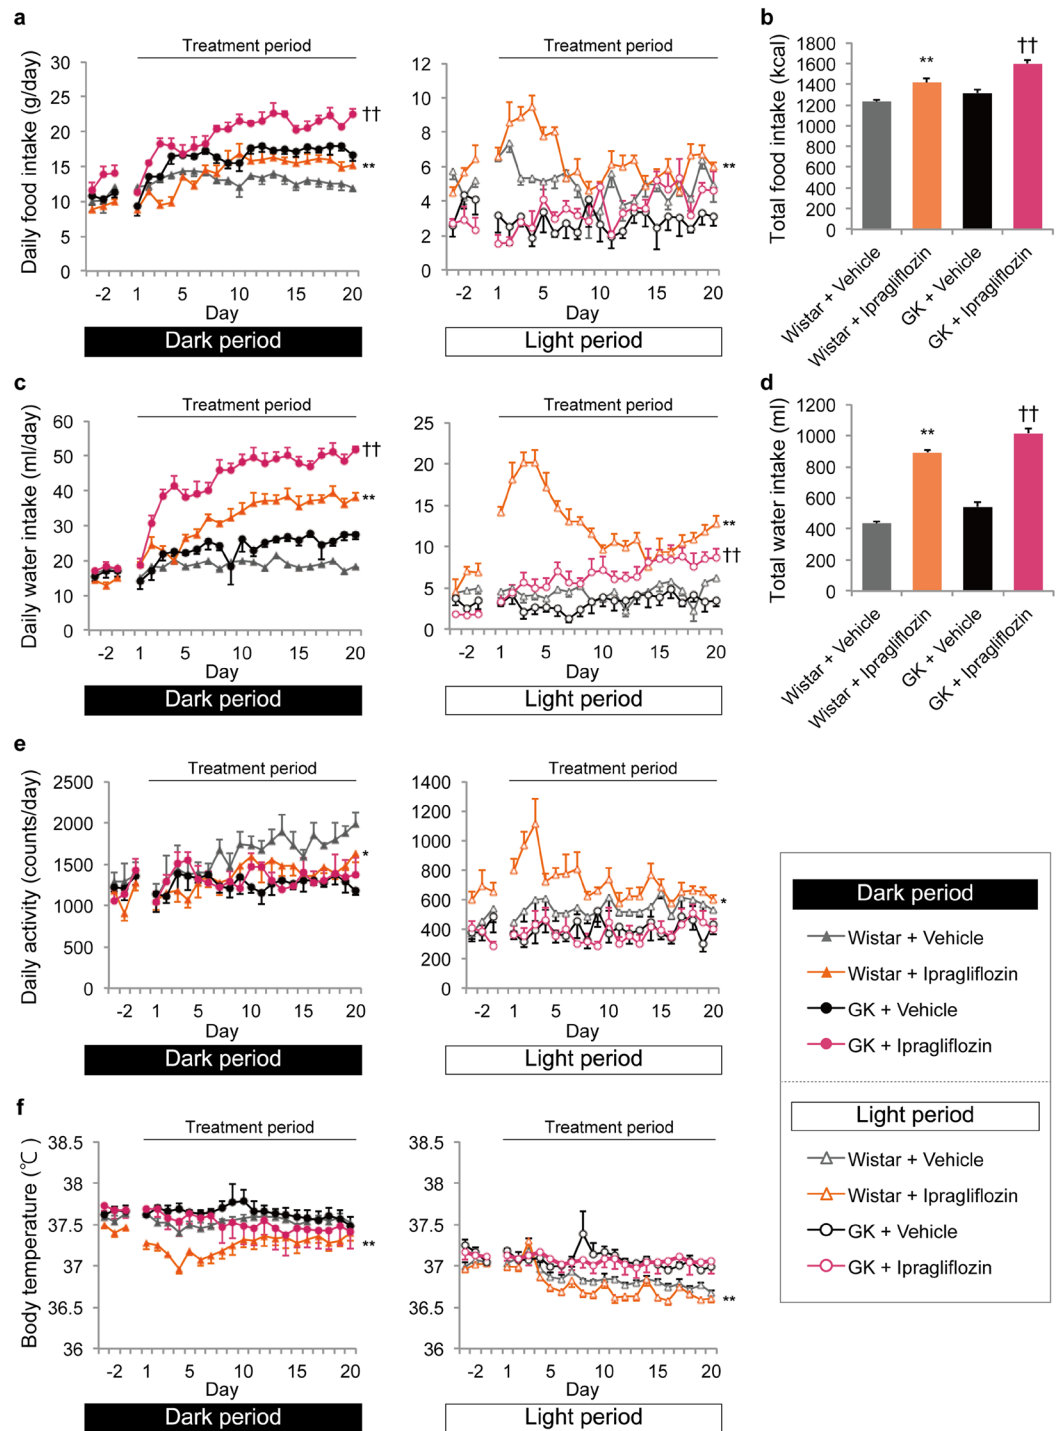 a
Treatment period
Daily food intake (g/day)
30
25
20
15
10
5
0
††
**
-2 1 5 10 15 20
Day
Dark period
Treatment period
12
10
8
6
4
2
0
**
-2 1 5 10 15 20
Day
Light period
b
Total food intake (kcal)
1800
1600
1400
1200
1000
800
600
400
200
0
**
††
Wistar + Vehicle
Wistar + Ipragliflozin
GK + Vehicle
GK + Ipragliflozin
c
Treatment period
Daily water intake (ml/day)
60
50
40
30
20
10
0
††
**
-2 1 5 10 15 20
Day
Dark period
Treatment period
25
20
15
10
5
0
**
††
-2 1 5 10 15 20
Day
Light period
d
Total water intake (ml)
1200
1000
800
600
400
200
0
**
††
Wistar + Vehicle
Wistar + Ipragliflozin
GK + Vehicle
GK + Ipragliflozin
e
Treatment period
Daily activity (counts/day)
2500
2000
1500
1000
500
0
*
-2 1 5 10 15 20
Day
Dark period
Treatment period
1400
1200
1000
800
600
400
200
0
*
-2 1 5 10 15 20
Day
Light period
f
Treatment period
Body temperature (℃)
38.5
38
37.5
37
36.5
36
**
-2 1 5 10 15 20
Day
Dark period
Treatment period
38.5
38
37.5
37
36.5
36
**
-2 1 5 10 15 20
Day
Light period
Dark period
Wistar + Vehicle
Wistar + Ipragliflozin
GK + Vehicle
GK + Ipragliflozin
Light period
Wistar + Vehicle
Wistar + Ipragliflozin
GK + Vehicle
GK + Ipragliflozin